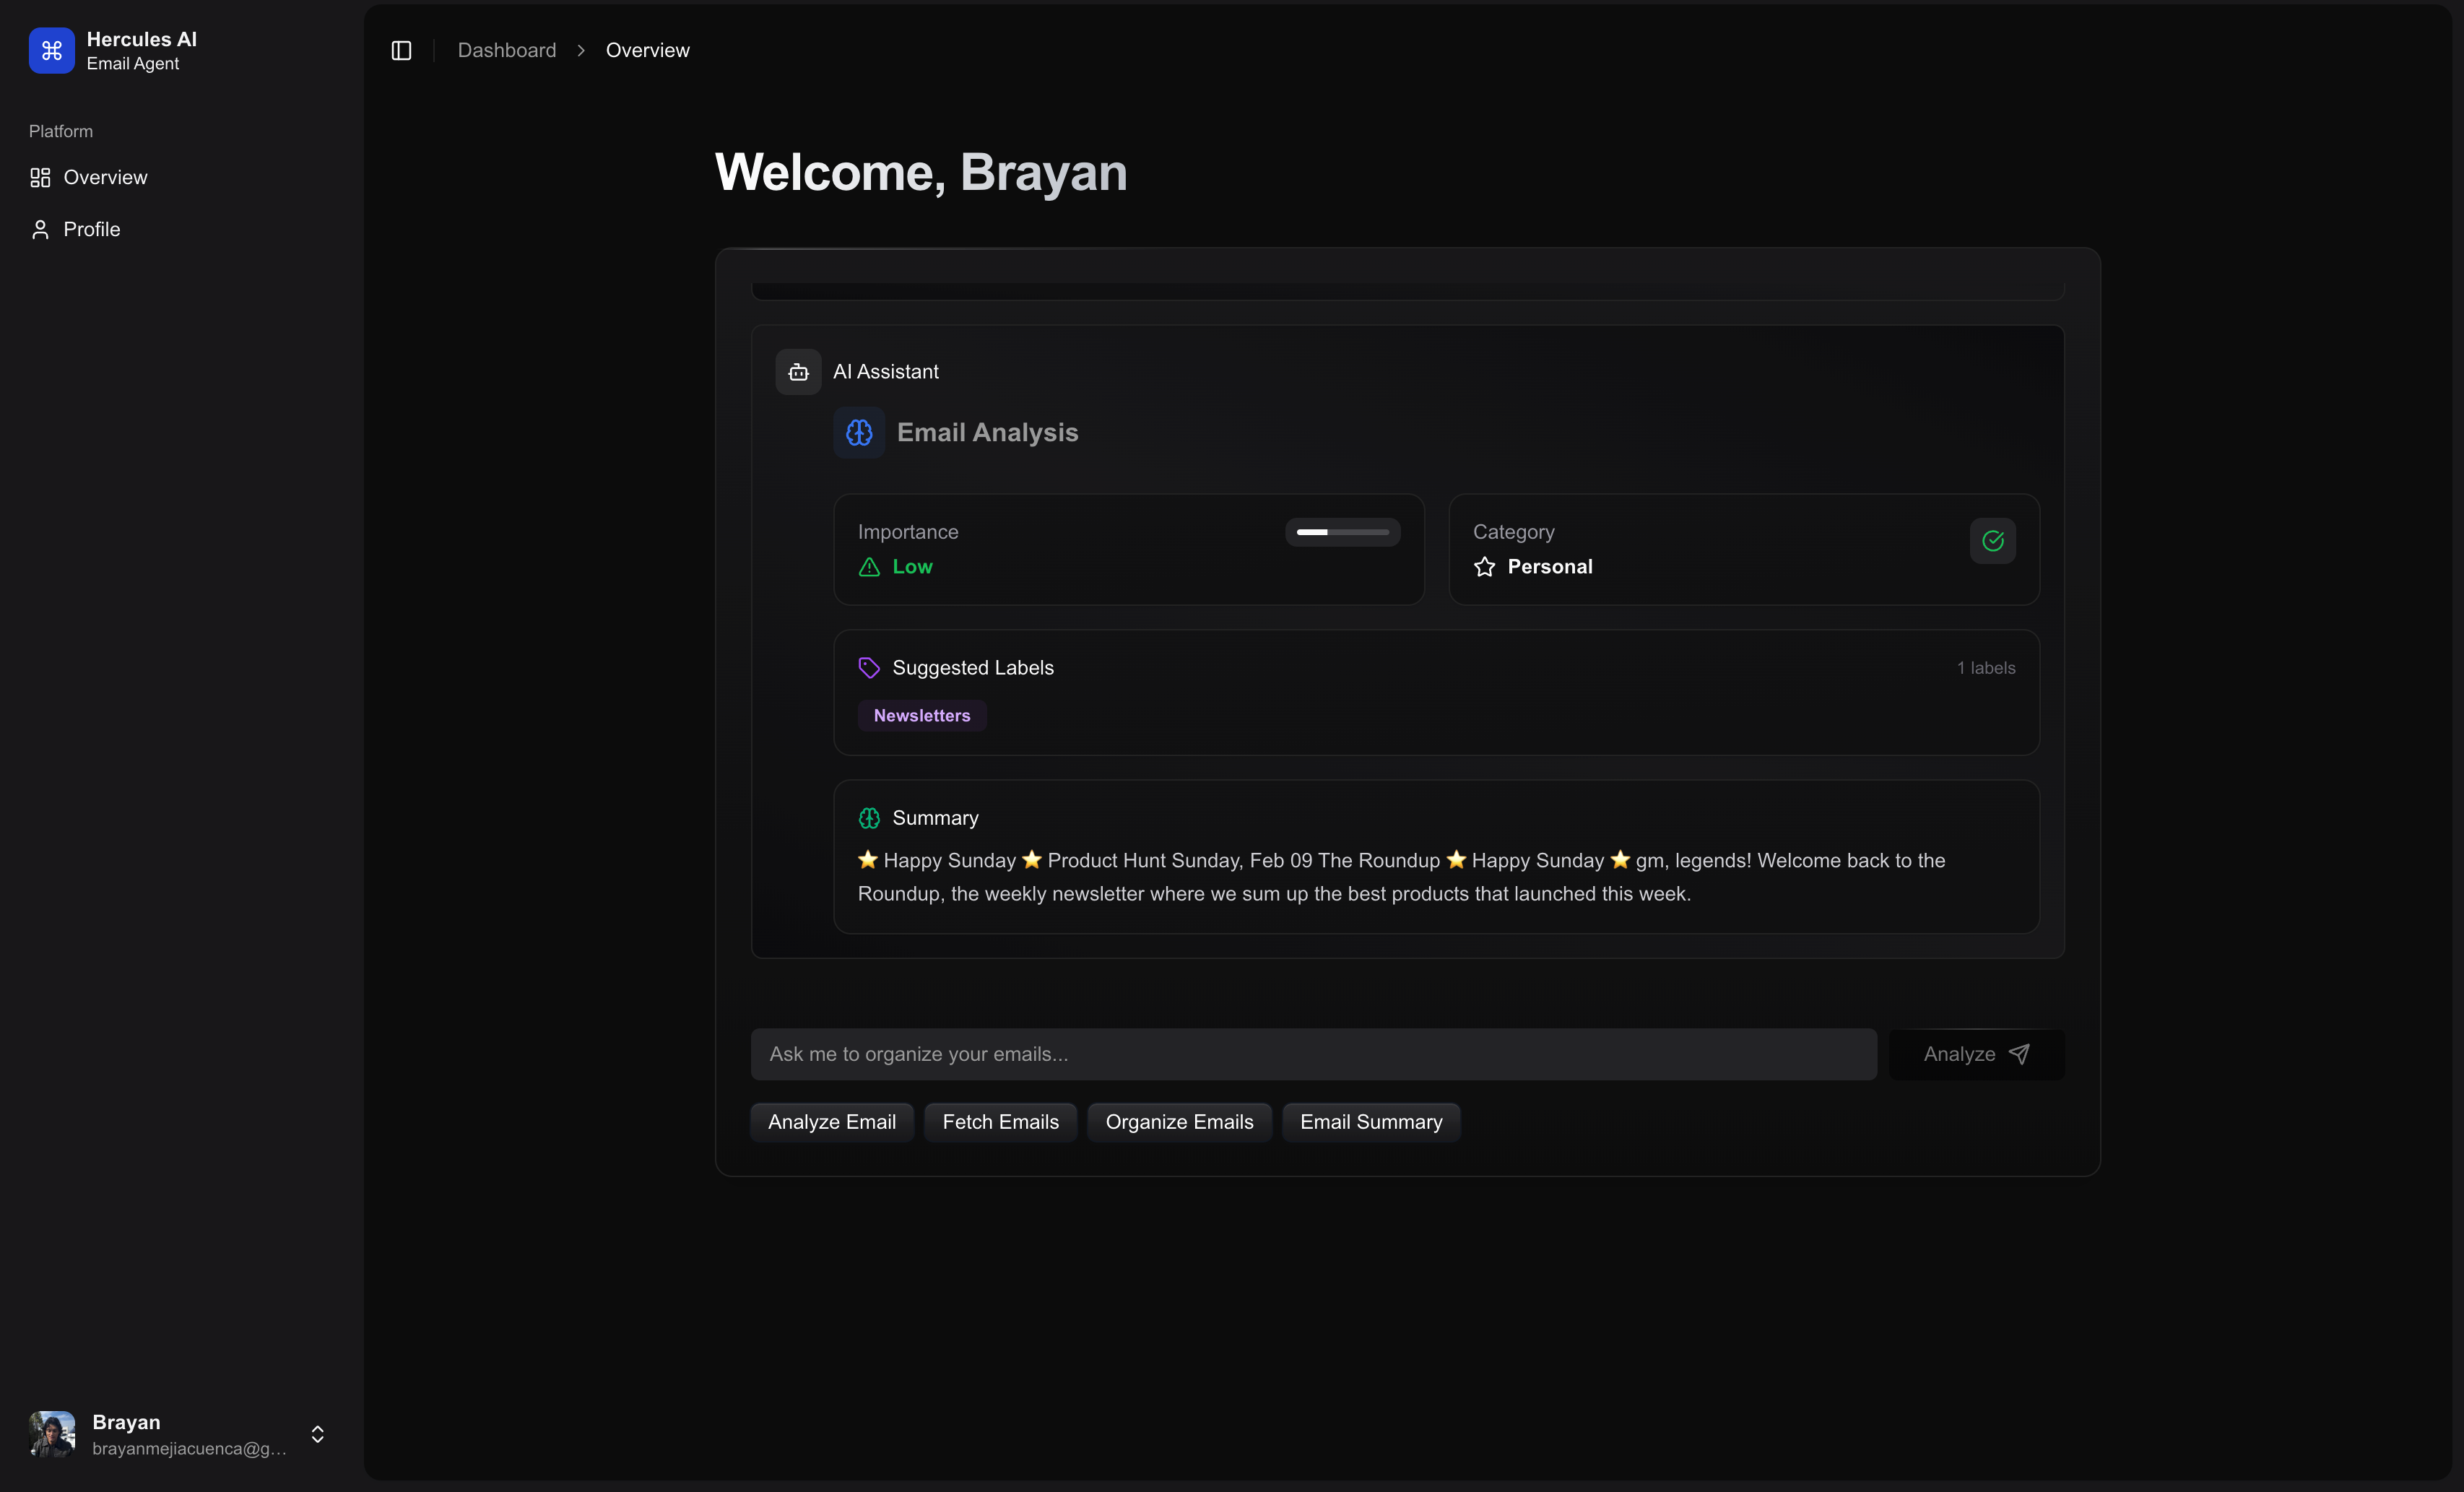 Hercules AI
Email Agent
Platform
Overview
Profile
Brayan
brayanmejiacuenca@g...
Dashboard > Overview
Welcome, Brayan
AI Assistant
Email Analysis
Importance
Low
Category
Personal
Suggested Labels
1 labels
Newsletters
Summary
⭐ Happy Sunday ⭐ Product Hunt Sunday, Feb 09 The Roundup ⭐ Happy Sunday ⭐ gm, legends! Welcome back to the
Roundup, the weekly newsletter where we sum up the best products that launched this week.
Ask me to organize your emails...
Analyze
Analyze Email
Fetch Emails
Organize Emails
Email Summary